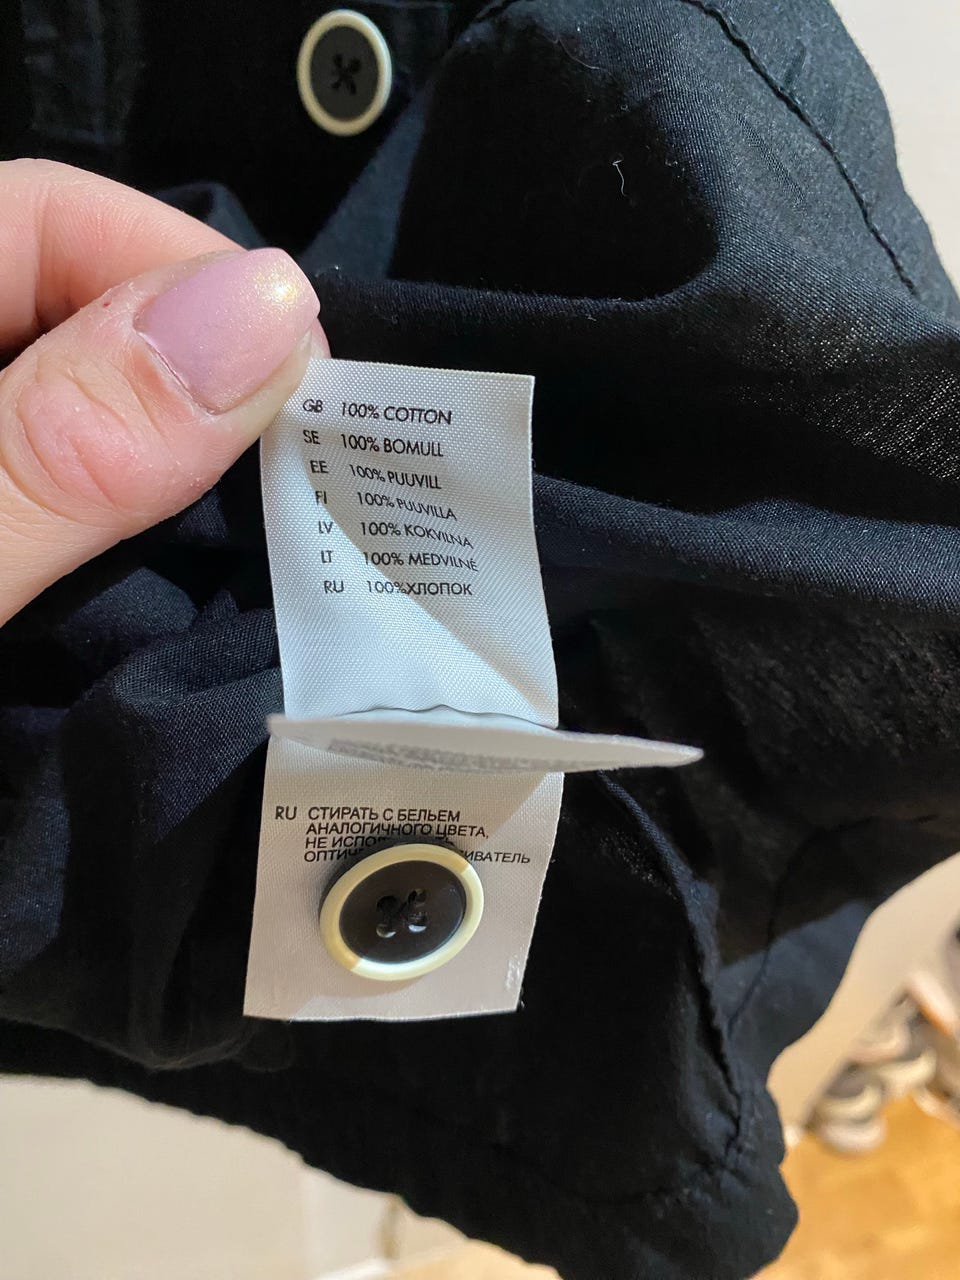 GB 100% COTTON
SE 100% BOMULL
EE 100% PUUVILL
FI 100% PUUVILLA
LV 100% KOKVILNA
LT 100% MEDVILNĖ
RU 100%ХЛОПОК
RU СТИРАТЬ С БЕЛЬЕМ
АНАЛОГИЧНОГО ЦВЕТА,
НЕ